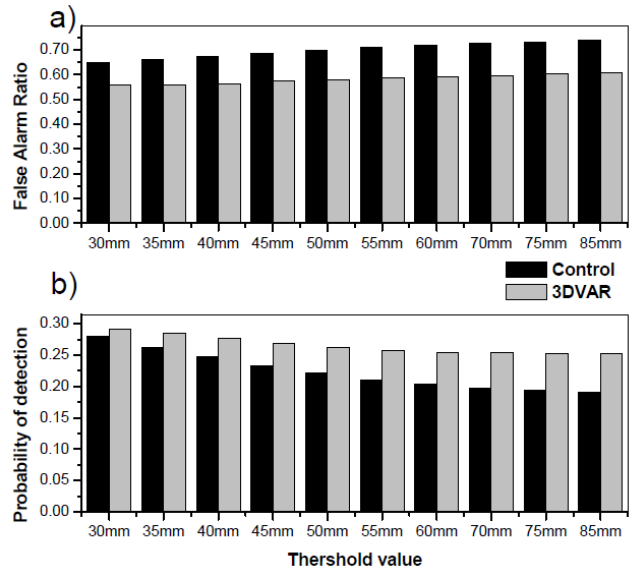 a)
False Alarm Ratio
0.70
0.60
0.50
0.40
0.30
0.20
0.10
0.00
30mm 35mm 40mm 45mm 50mm 55mm 60mm 70mm 75mm 85mm
Control
3DVAR
b)
Probability of detection
0.30
0.25
0.20
0.15
0.10
0.05
0.00
30mm 35mm 40mm 45mm 50mm 55mm 60mm 70mm 75mm 85mm
Thershold value